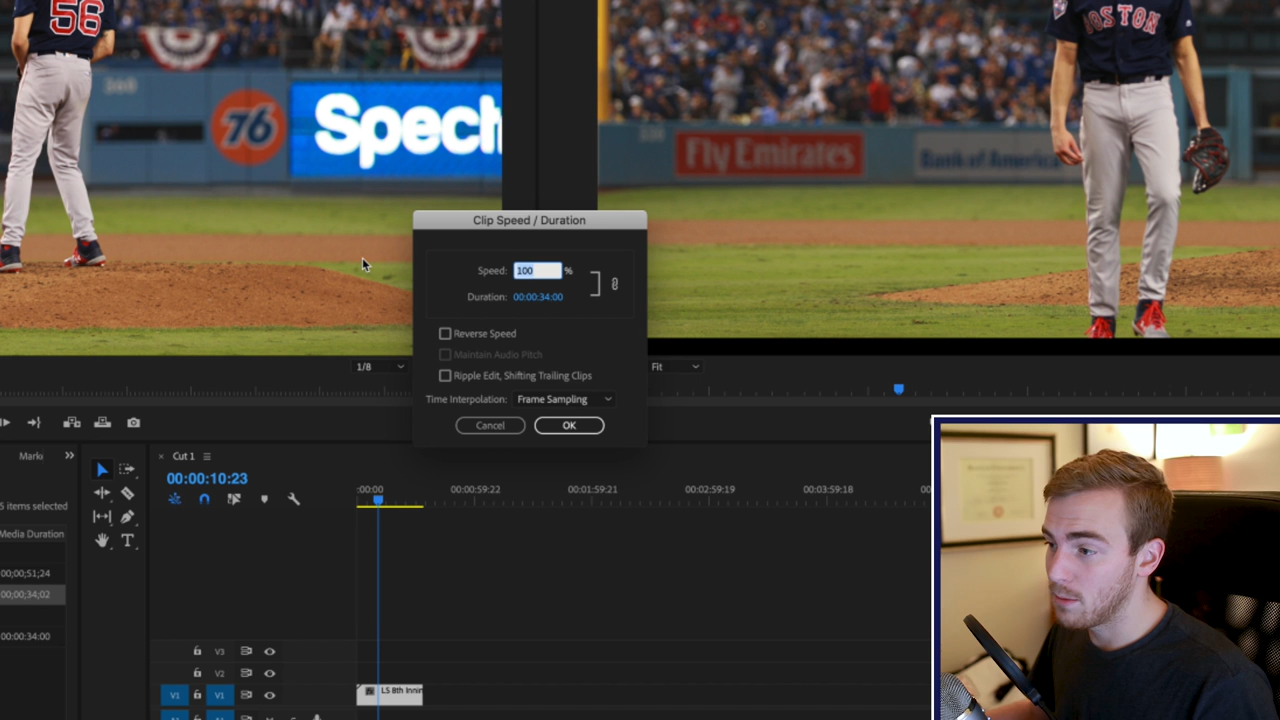 56
BOSTON
360
76
Spect
Fly Emirates
Bank of America
Clip Speed / Duration
Speed: 100 %
Duration: 00:00:34:00
Reverse Speed
Maintain Audio Pitch
Ripple Edit, Shifting Trailing Clips
Time Interpolation: Frame Sampling
Cancel OK
1/8
Fit
Marki
Cut 1
00:00:10:23
5 items selected
:00:00 00:00:59:22 00:01:59:21 00:02:59:19 00:03:59:18 00
Media Duration
00;00;51;24
00;00;34;02
00:00:34:00
V3
V2
V1 V1 LS 8th Innin